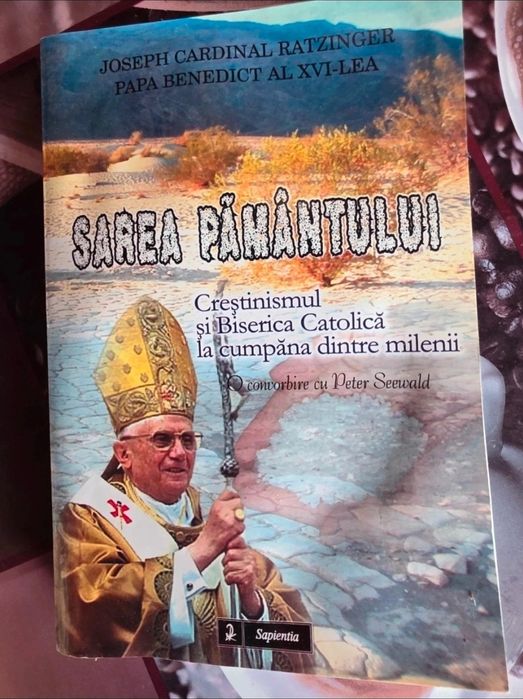 JOSEPH CARDINAL RATZINGER
PAPA BENEDICT AL XVI-LEA
SAREA PĂMÂNTULUI
Creştinismul
şi Biserica Catolică
la cumpăna dintre milenii
O convorbire cu Peter Seewald
Sapientia